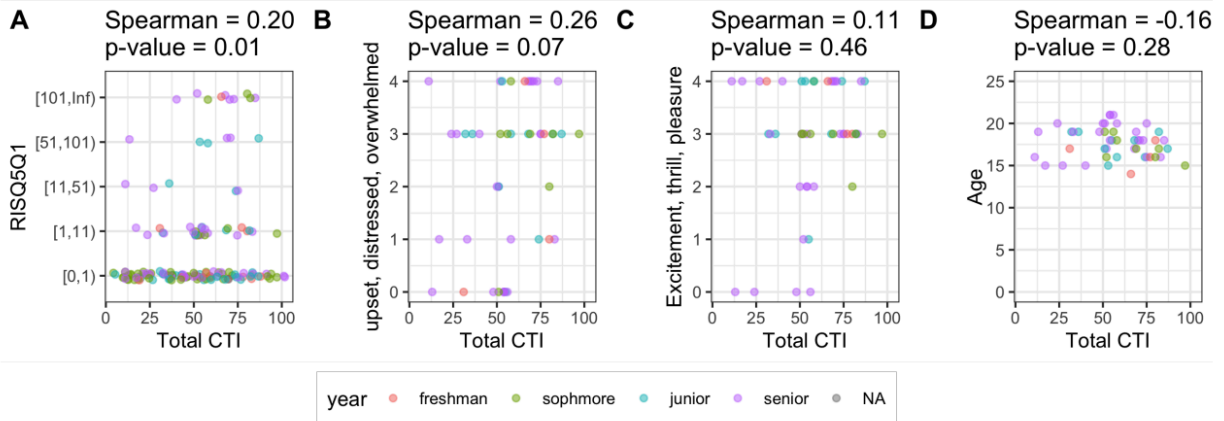 A
Spearman = 0.20
p-value = 0.01
RISQ5Q1
[101,Inf)
[51,101)
[11,51)
[1,11)
[0,1)
0 25 50 75 100
Total CTI
B
Spearman = 0.26
p-value = 0.07
upset, distressed, overwhelmed
4
3
2
1
0
0 25 50 75 100
Total CTI
C
Spearman = 0.11
p-value = 0.46
Excitement, thrill, pleasure
4
3
2
1
0
0 25 50 75 100
Total CTI
D
Spearman = -0.16
p-value = 0.28
Age
25
20
15
10
5
0
0 25 50 75 100
Total CTI
year freshman sophmore junior senior NA